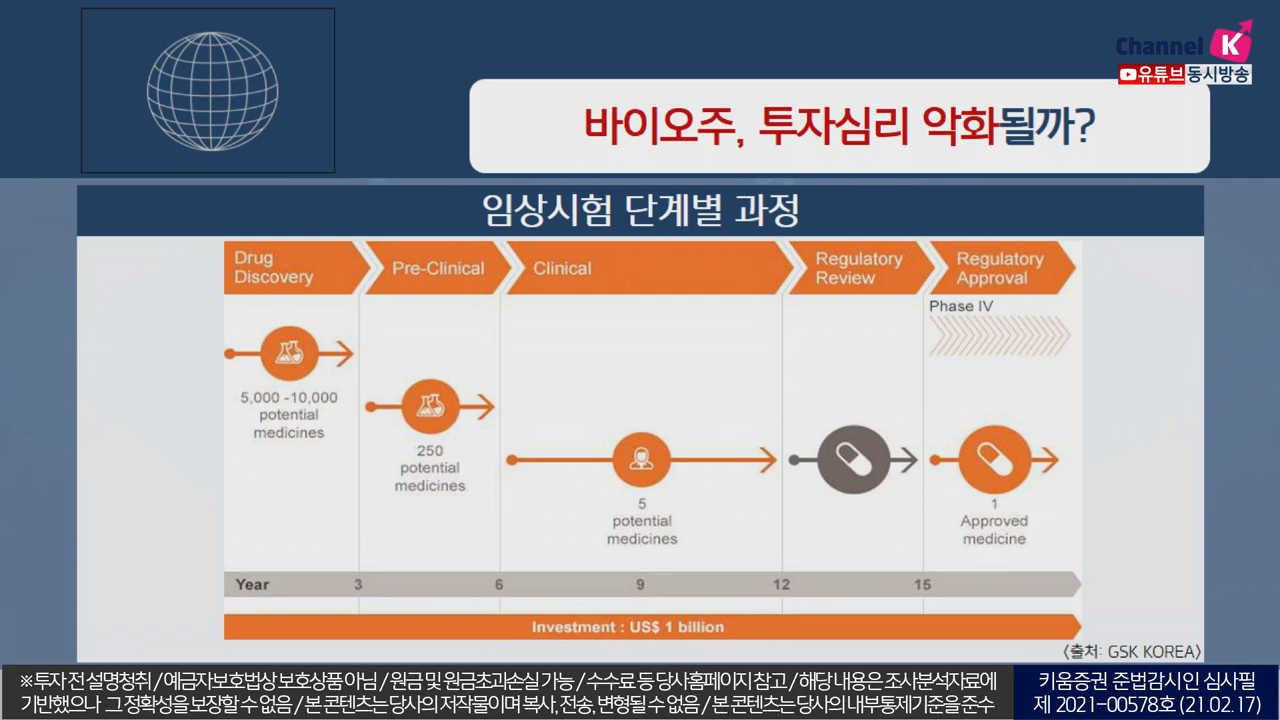 Channel K
유튜브 동시방송
바이오주, 투자심리 악화될까?
임상시험 단계별 과정
Drug
Discovery
Pre-Clinical
Clinical
Regulatory
Review
Regulatory
Approval
Phase IV
5,000 -10,000
potential
medicines
250
potential
medicines
5
potential
medicines
1
Approved
medicine
Year 3 6 9 12 15
Investment : US$ 1 billion
<출처: GSK KOREA>
※ 투자 전 설명청취 / 예금자보호법상 보호상품 아님 / 원금 및 원금초과손실 가능 / 수수료 등 당사홈페이지 참고 / 해당 내용은 조사분석자료에
기반했으나 그 정확성을 보장할 수 없음 / 본 콘텐츠는 당사의 저작물이며 복사, 전송, 변형될 수 없음 / 본 콘텐츠는 당사의 내부통제기준을 준수
키움증권 준법감시인 심사필
제 2021-00578호 (21.02.17)